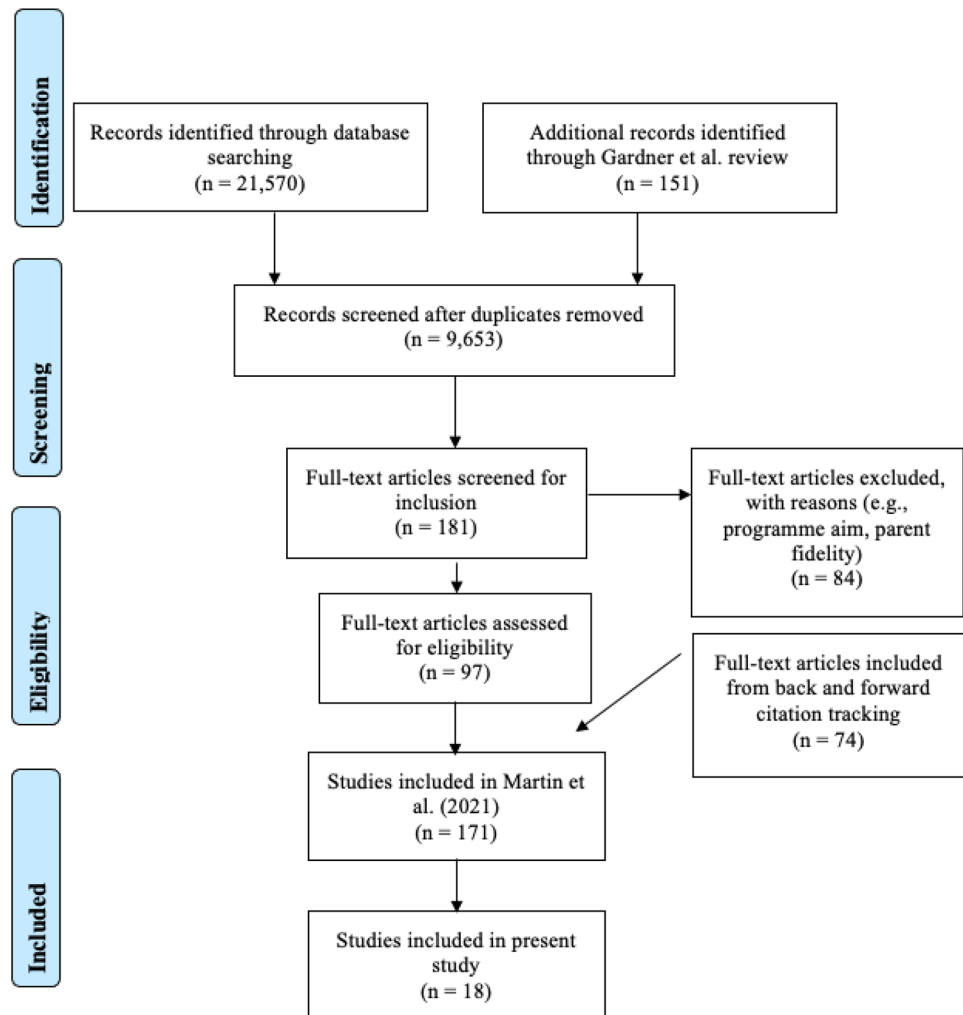 Identification
Records identified through database
searching
(n = 21,570)
Additional records identified
through Gardner et al. review
(n = 151)
Screening
Records screened after duplicates removed
(n = 9,653)
Full-text articles screened for
inclusion
(n = 181)
Full-text articles excluded,
with reasons (e.g.,
programme aim, parent
fidelity)
(n = 84)
Eligibility
Full-text articles assessed
for eligibility
(n = 97)
Full-text articles included
from back and forward
citation tracking
(n = 74)
Included
Studies included in Martin et
al. (2021)
(n = 171)
Studies included in present
study
(n = 18)